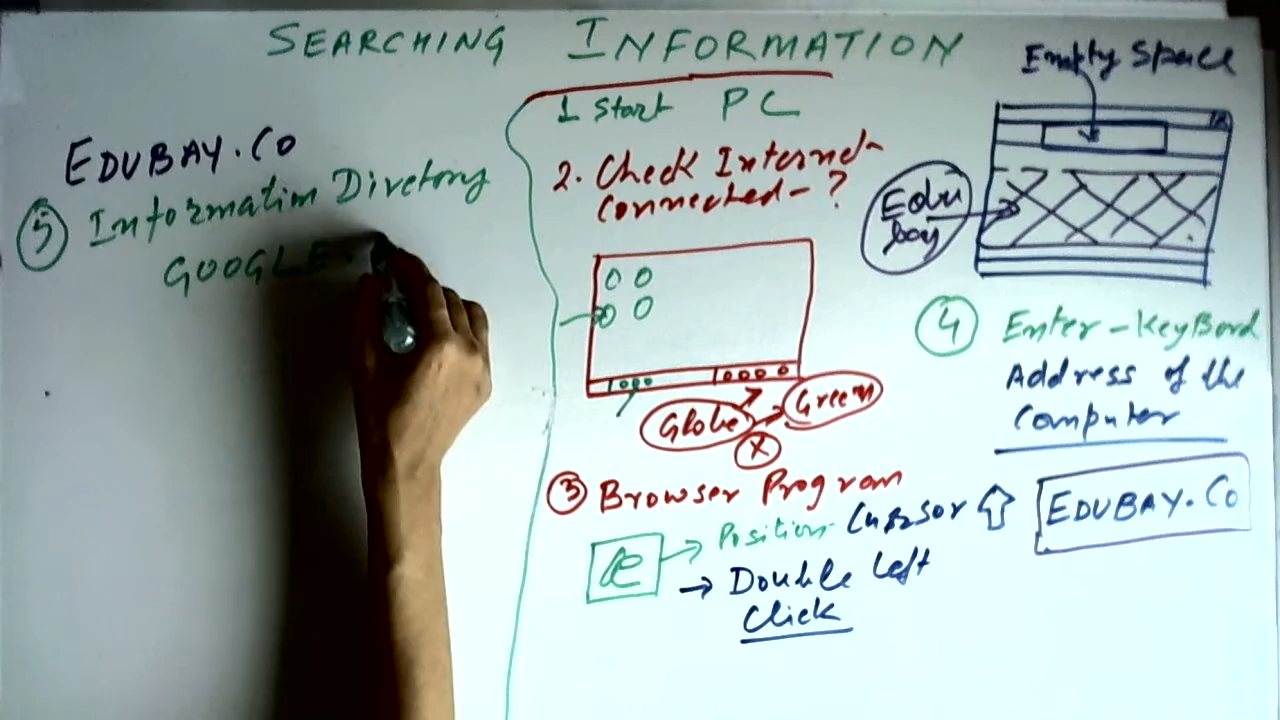 SEARCHING INFORMATION
1 Start PC
2. Check Internet
Connected - ?
Globe
Green
X
3 Browser Program
e
Position Cursor
Double Left
Click
Empty Space
Edu
bay
4 Enter - KeyBord
Address of the
Computer
EDUBAY.CO
EDUBAY.CO
5 Information Diretory
GOOGLE